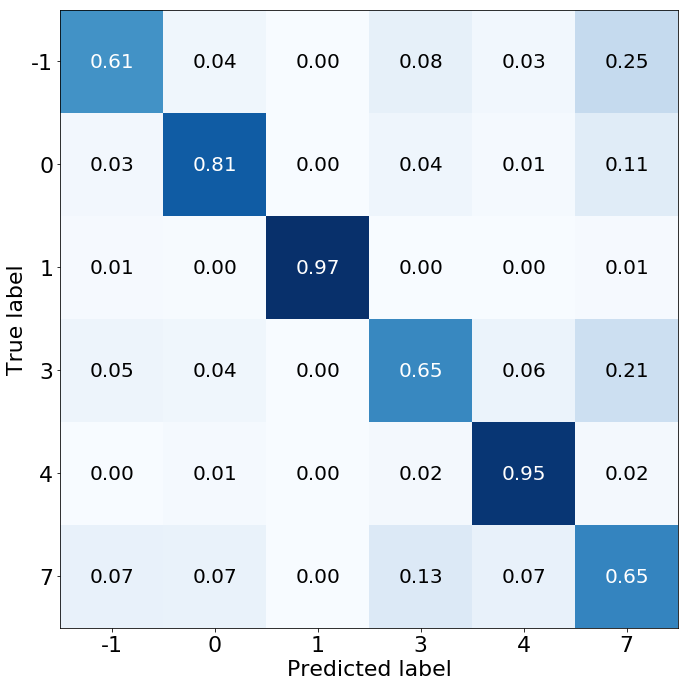 -1 0.61 0.04 0.00 0.08 0.03 0.25
0 0.03 0.81 0.00 0.04 0.01 0.11
1 0.01 0.00 0.97 0.00 0.00 0.01
3 0.05 0.04 0.00 0.65 0.06 0.21
4 0.00 0.01 0.00 0.02 0.95 0.02
7 0.07 0.07 0.00 0.13 0.07 0.65
-1 0 1 3 4 7
Predicted label
True label